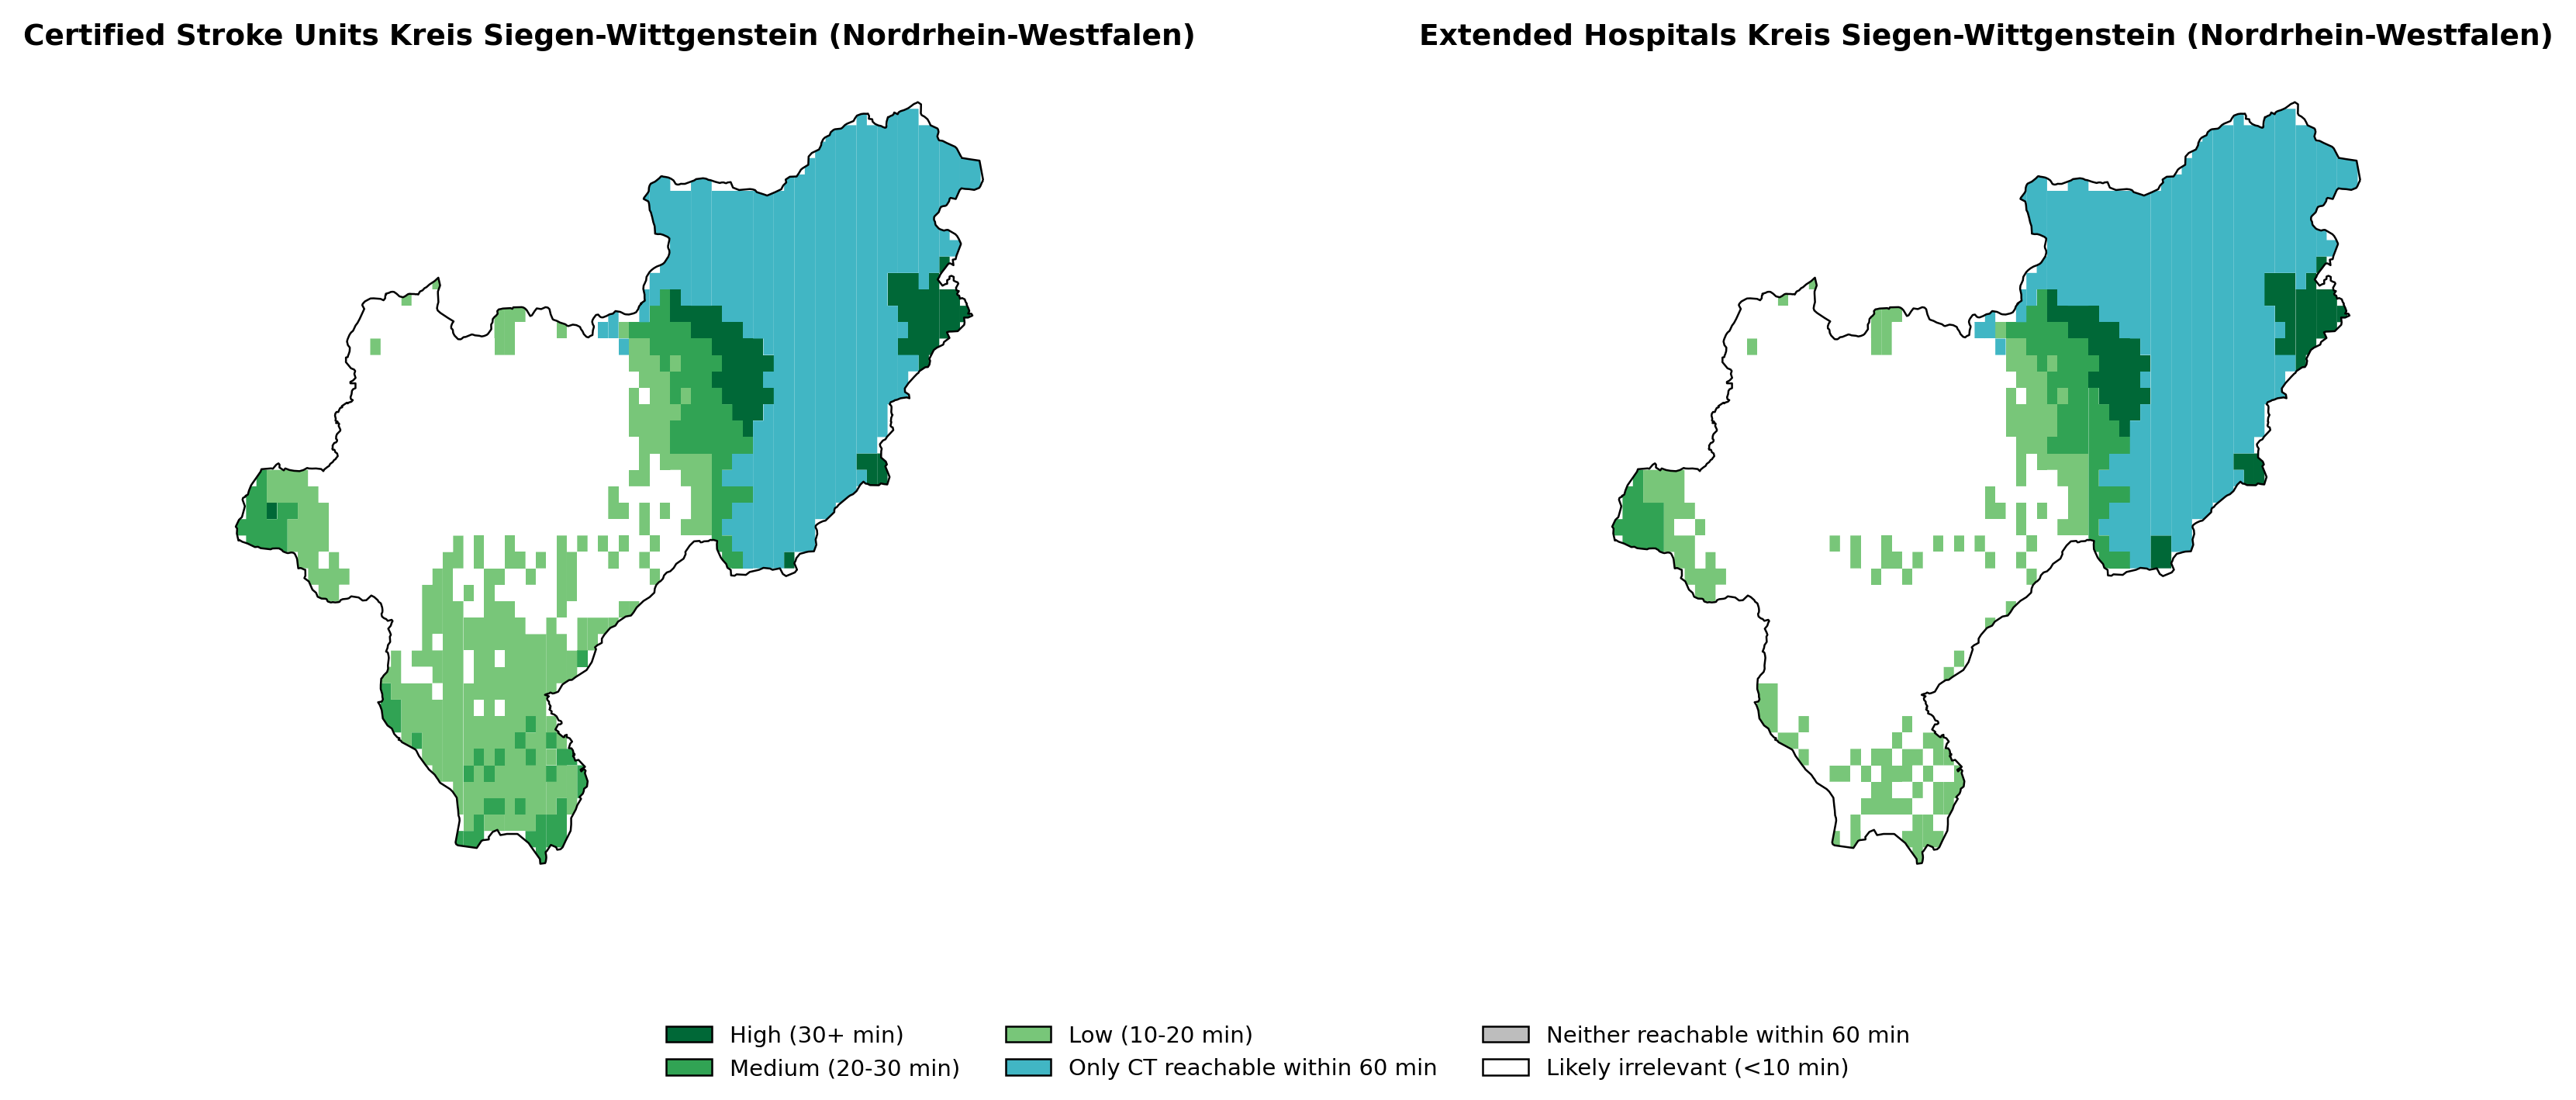 Certified Stroke Units Kreis Siegen-Wittgenstein (Nordrhein-Westfalen)
Extended Hospitals Kreis Siegen-Wittgenstein (Nordrhein-Westfalen)
High (30+ min)
Medium (20-30 min)
Low (10-20 min)
Only CT reachable within 60 min
Neither reachable within 60 min
Likely irrelevant (<10 min)